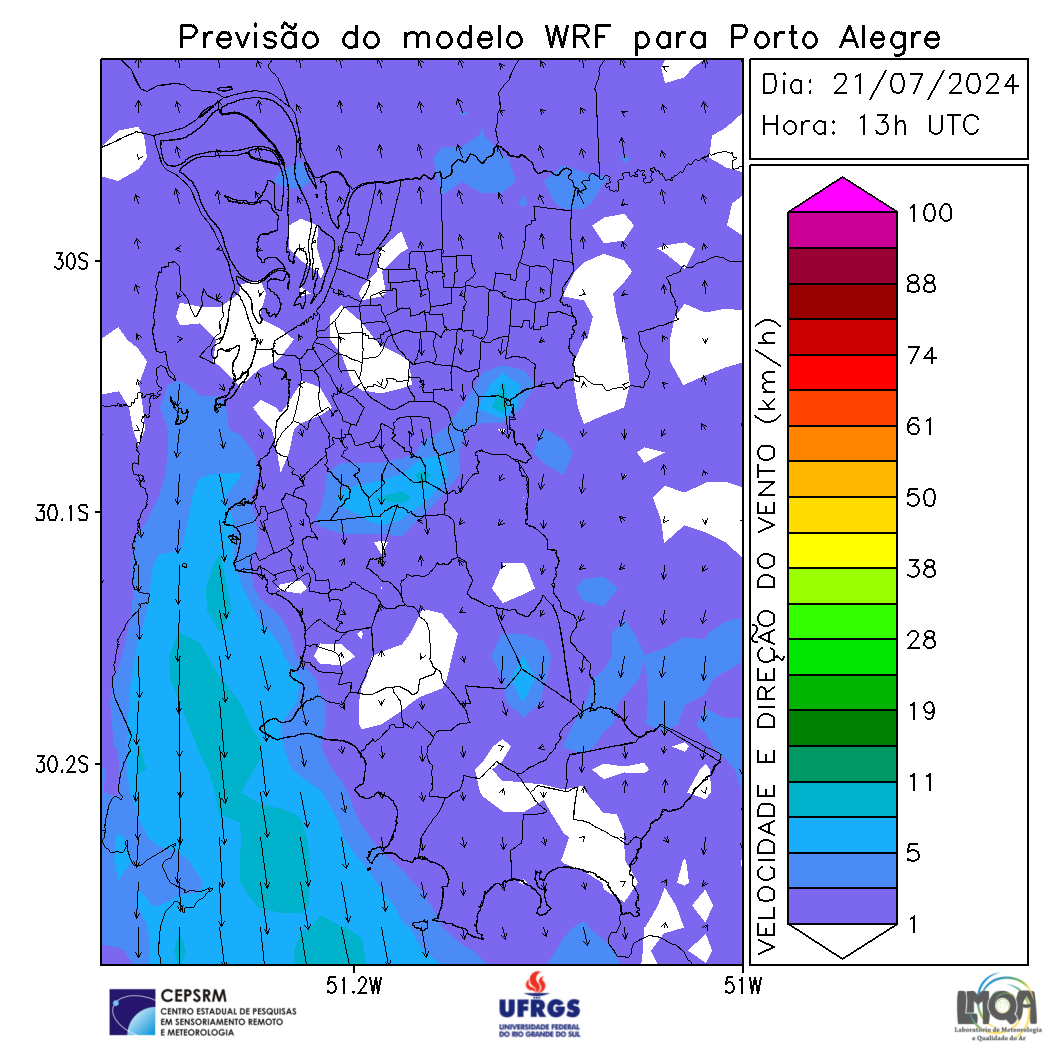 Previsão do modelo WRF para Porto Alegre
Dia: 21/07/2024
Hora: 13h UTC
30S
30.1S
30.2S
51.2W
51W
VELOCIDADE E DIREÇÃO DO VENTO (km/h)
100
88
74
61
50
38
28
19
11
5
1
CEPSRM
CENTRO ESTADUAL DE PESQUISAS
EM SENSORIAMENTO REMOTO
E METEOROLOGIA
UFRGS
UNIVERSIDADE FEDERAL
DO RIO GRANDE DO SUL
LMQA
Laboratório de Meteorologia
e Qualidade do Ar